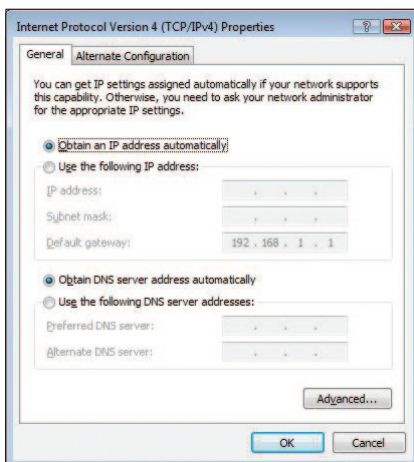 Internet Protocol Version 4 (TCP/IPv4) Properties
General
Alternate Configuration
You can get IP settings assigned automatically if your network supports
this capability. Otherwise, you need to ask your network administrator
for the appropriate IP settings.
Obtain an IP address automatically
Use the following IP address:
IP address:
Subnet mask:
Default gateway: 192 . 168 . 1 . 1
Obtain DNS server address automatically
Use the following DNS server addresses:
Preferred DNS server:
Alternate DNS server:
Advanced...
OK Cancel